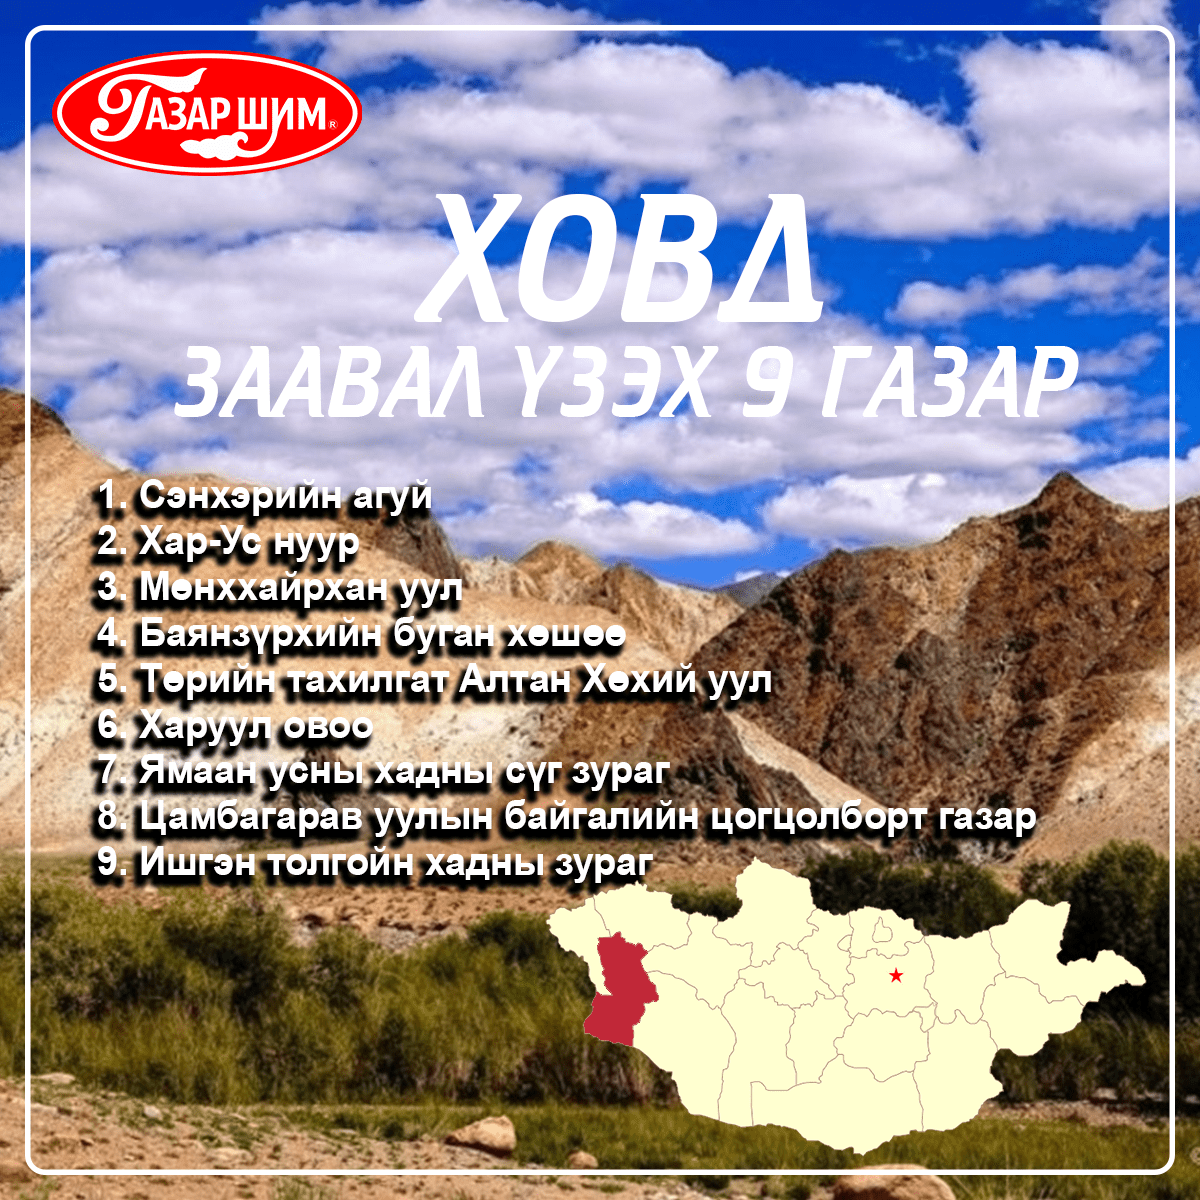 ГАЗАР ШИМ®
ХОВД
ЗААВАЛ ҮЗЭХ 9 ГАЗАР
1. Сэнхэрийн агуй
2. Хар-Ус нуур
3. Мөнххайрхан уул
4. Баянзүрхийн буган хөшөө
5. Төрийн тахилгат Алтан Хөхий уул
6. Харуул овоо
7. Ямаан усны хадны сүг зураг
8. Цамбагарав уулын байгалийн цогцолборт газар
9. Ишгэн толгойн хадны зураг